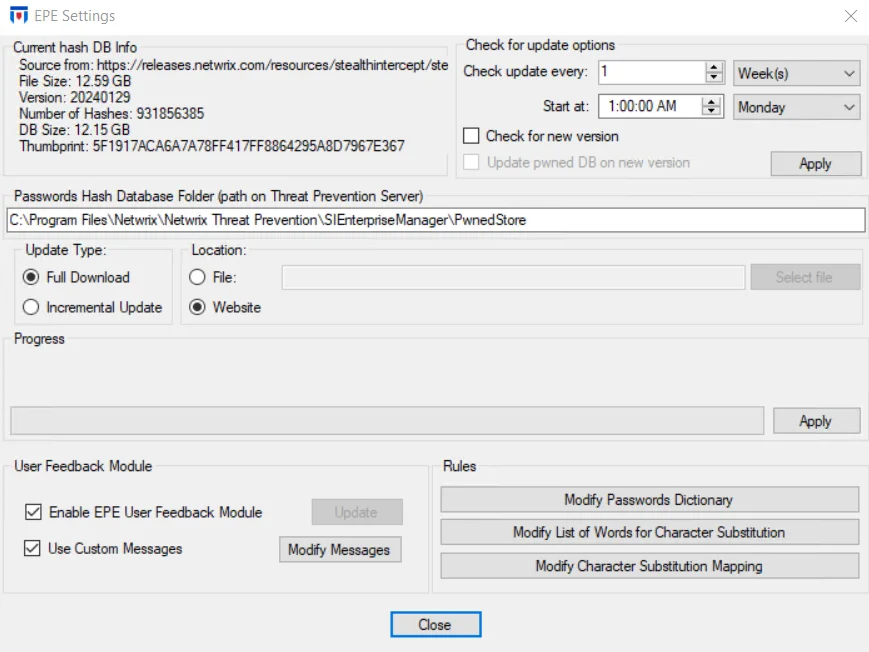 EPE Settings
Current hash DB Info
Source from: https://releases.netwrix.com/resources/stealthintercept/ste
File Size: 12.59 GB
Version: 20240129
Number of Hashes: 931856385
DB Size: 12.15 GB
Thumbprint: 5F1917ACA6A7A78FF417FF8864295A8D7967E367
Check for update options
Check update every: 1 Week(s)
Start at: 1:00:00 AM Monday
Check for new version
Update pwned DB on new version
Apply
Passwords Hash Database Folder (path on Threat Prevention Server)
C:\Program Files\Netwrix\Netwrix Threat Prevention\SIEnterpriseManager\PwnedStore
Update Type:
Full Download
Incremental Update
Location:
File: Select file
Website
Progress
Apply
User Feedback Module
Enable EPE User Feedback Module Update
Use Custom Messages Modify Messages
Rules
Modify Passwords Dictionary
Modify List of Words for Character Substitution
Modify Character Substitution Mapping
Close